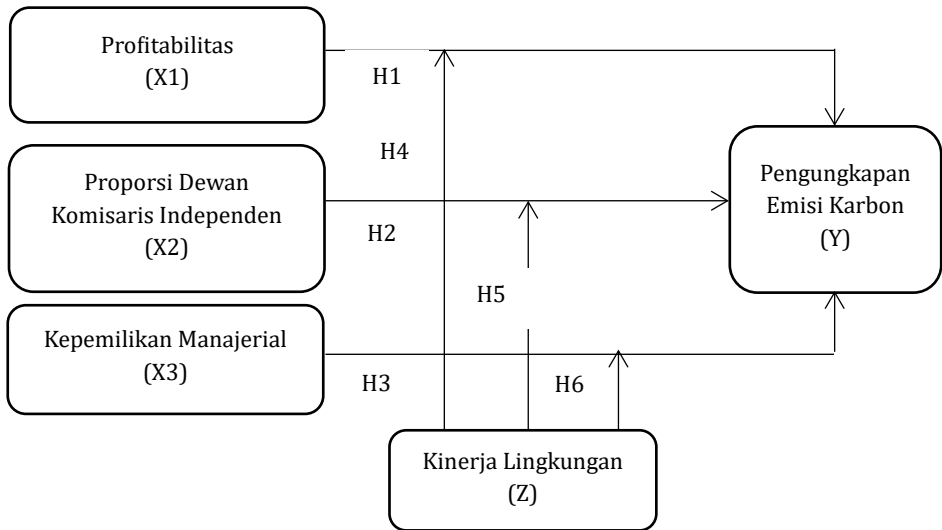 Profitabilitas
(X1)
H1
H4
Proporsi Dewan
Komisaris Independen
(X2)
H2
Pengungkapan
Emisi Karbon
(Y)
H5
Kepemilikan Manajerial
(X3)
H3
H6
Kinerja Lingkungan
(Z)